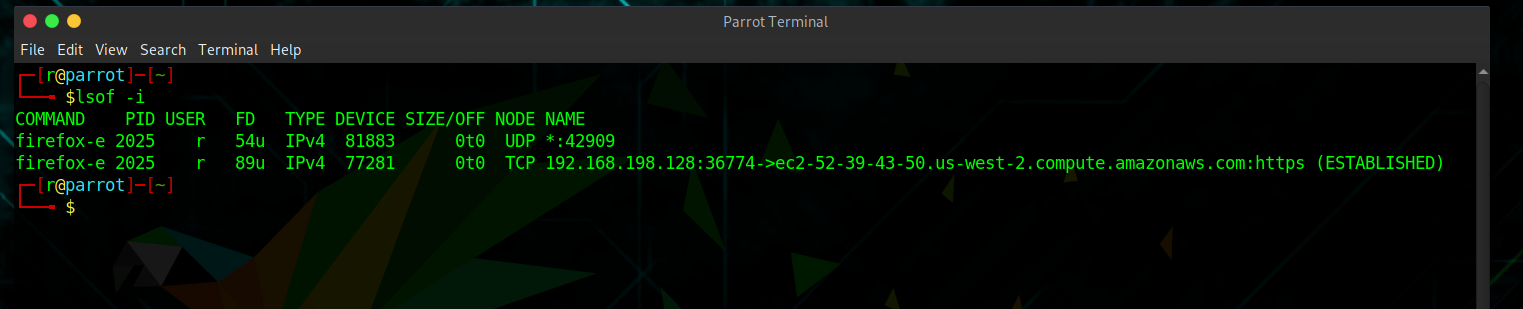 Parrot Terminal
File Edit View Search Terminal Help
┌─[r@parrot]─[~]
└──╼ $lsof -i
COMMAND    PID USER   FD   TYPE DEVICE SIZE/OFF NODE NAME
firefox-e 2025    r   54u  IPv4  81883      0t0  UDP *:42909
firefox-e 2025    r   89u  IPv4  77281      0t0  TCP 192.168.198.128:36774->ec2-52-39-43-50.us-west-2.compute.amazonaws.com:https (ESTABLISHED)
┌─[r@parrot]─[~]
└──╼ $